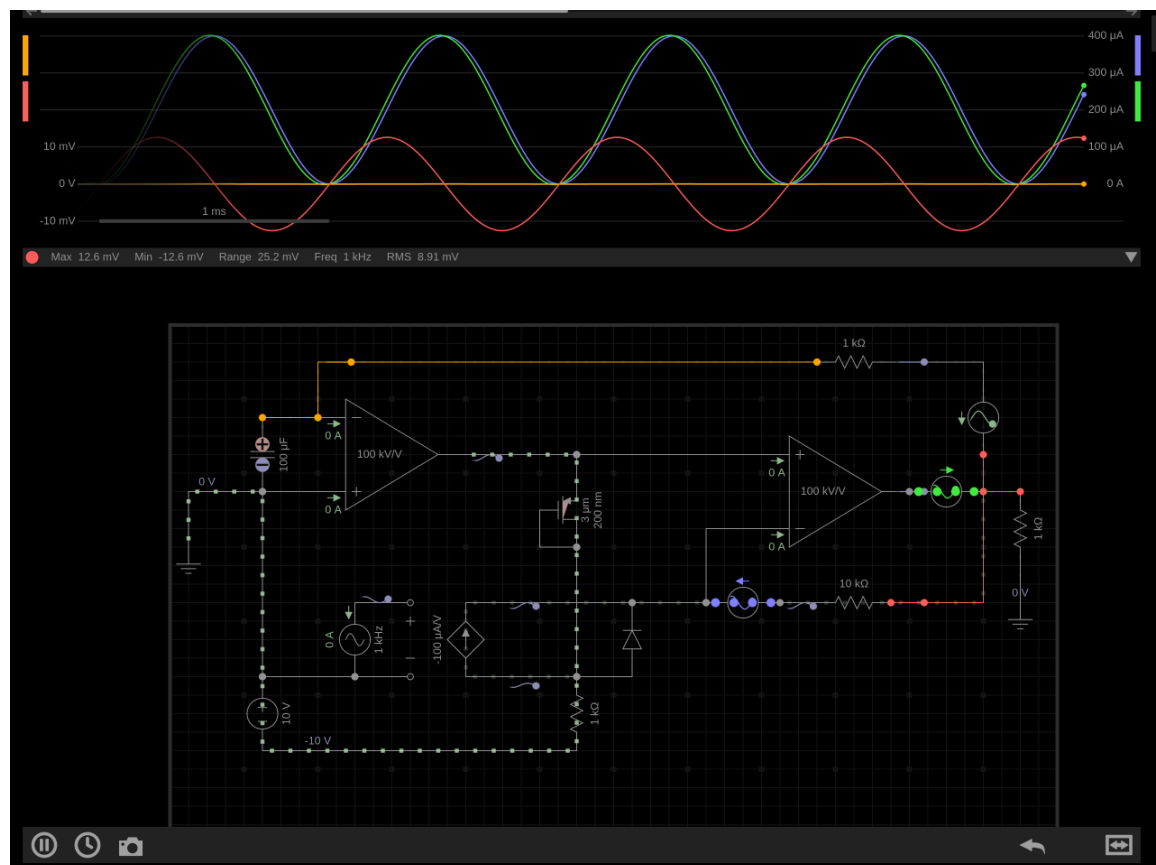 400 µA
300 µA
200 µA
10 mV
100 µA
0 V
0 A
1 ms
-10 mV
Max 12.6 mV Min -12.6 mV Range 25.2 mV Freq 1 kHz RMS 8.91 mV
1 kΩ
0 A
100 µF
100 kV/V
0 V
0 A
0 A
100 kV/V
3 µm
200 nm
1 kΩ
0 A
10 kΩ
0 V
0 A
1 kHz
-100 µA/V
10 V
1 kΩ
-10 V